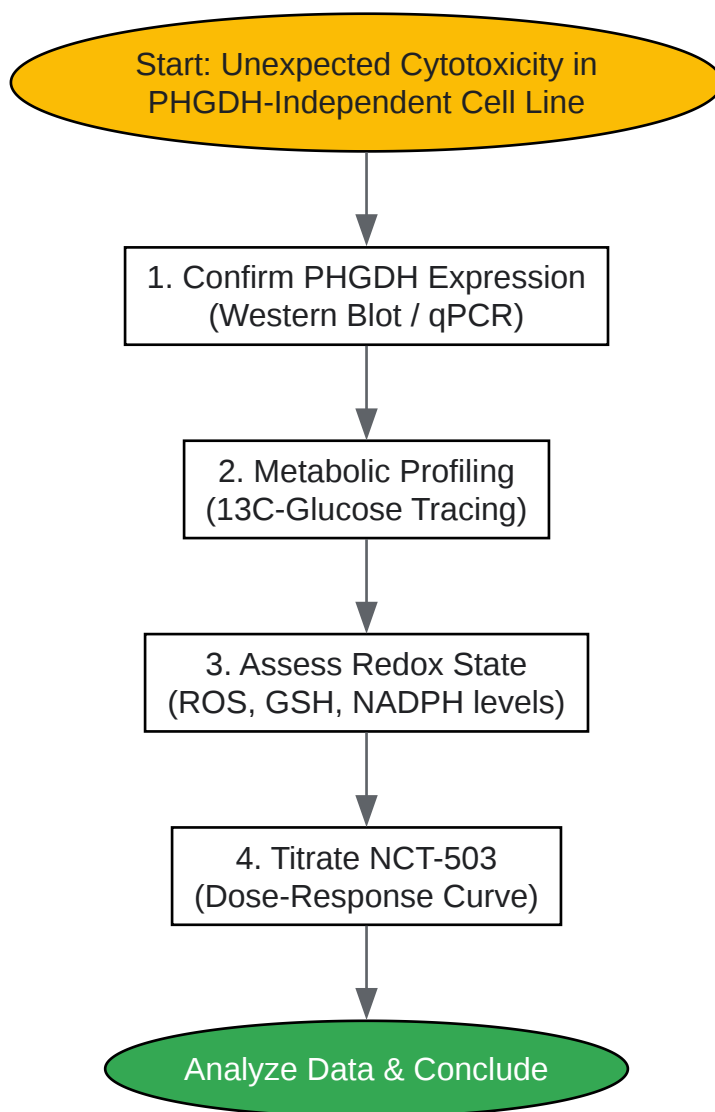 Start: Unexpected Cytotoxicity in
PHGDH-Independent Cell Line
1. Confirm PHGDH Expression
(Western Blot / qPCR)
2. Metabolic Profiling
(13C-Glucose Tracing)
3. Assess Redox State
(ROS, GSH, NADPH levels)
4. Titrate NCT-503
(Dose-Response Curve)
Analyze Data & Conclude